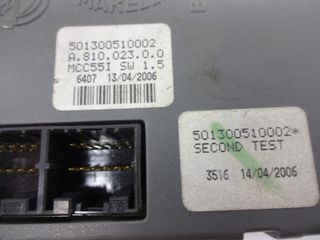 MARELLI
501300510002
A.810.023.0.0
MCC55I SW 1.5
6407 13/04/2006
501300510002*
SECOND TEST
3516 14/04/2006